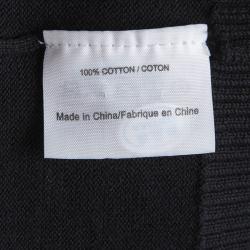 100% COTTON / COTON
Made in China/Fabrique en Chine